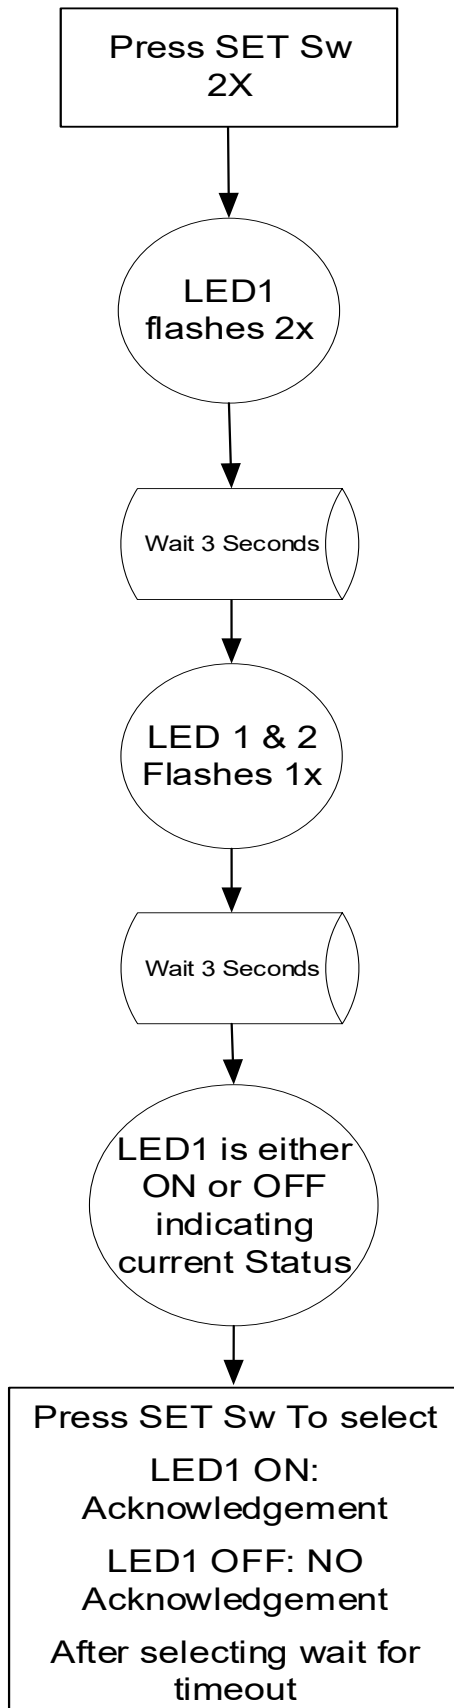 Press SET Sw
2X
LED1
flashes 2x
Wait 3 Seconds
LED 1 & 2
Flashes 1x
Wait 3 Seconds
LED1 is either
ON or OFF
indicating
current Status
Press SET Sw To select
LED1 ON:
Acknowledgement
LED1 OFF: NO
Acknowledgement
After selecting wait for
timeout